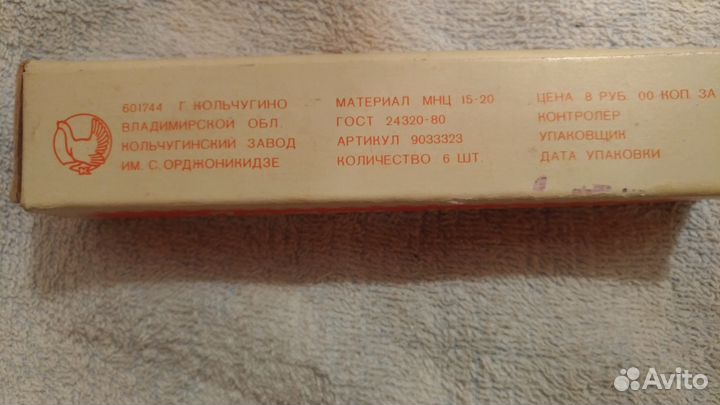 601744 Г. КОЛЬЧУГИНО
ВЛАДИМИРСКОЙ ОБЛ.
КОЛЬЧУГИНСКИЙ ЗАВОД
ИМ. С. ОРДЖОНИКИДЗЕ
МАТЕРИАЛ МНЦ 15-20
ГОСТ 24320-80
АРТИКУЛ 9033323
КОЛИЧЕСТВО 6 ШТ.
ЦЕНА 8 РУБ. 00 КОП. ЗА
КОНТРОЛЕР
УПАКОВЩИК
ДАТА УПАКОВКИ
Avito